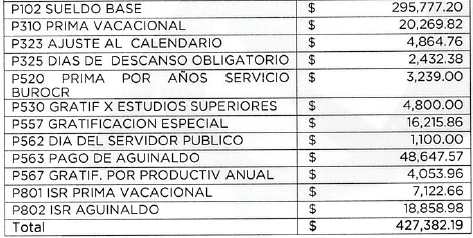 P102 SUELDO BASE $ 295,777.20
P310 PRIMA VACACIONAL $ 20,269.82
P323 AJUSTE AL CALENDARIO $ 4,864.76
P325 DIAS DE DESCANSO OBLIGATORIO $ 2,432.38
P520 PRIMA POR AÑOS SERVICIO $ 3,239.00
BUROCR
P530 GRATIF X ESTUDIOS SUPERIORES $ 4,800.00
P557 GRATIFICACION ESPECIAL $ 16,215.86
P562 DIA DEL SERVIDOR PUBLICO $ 1,100.00
P563 PAGO DE AGUINALDO $ 48,647.57
P567 GRATIF. POR PRODUCTIV ANUAL $ 4,053.96
P801 ISR PRIMA VACACIONAL $ 7,122.66
P802 ISR AGUINALDO $ 18,858.98
Total $ 427,382.19